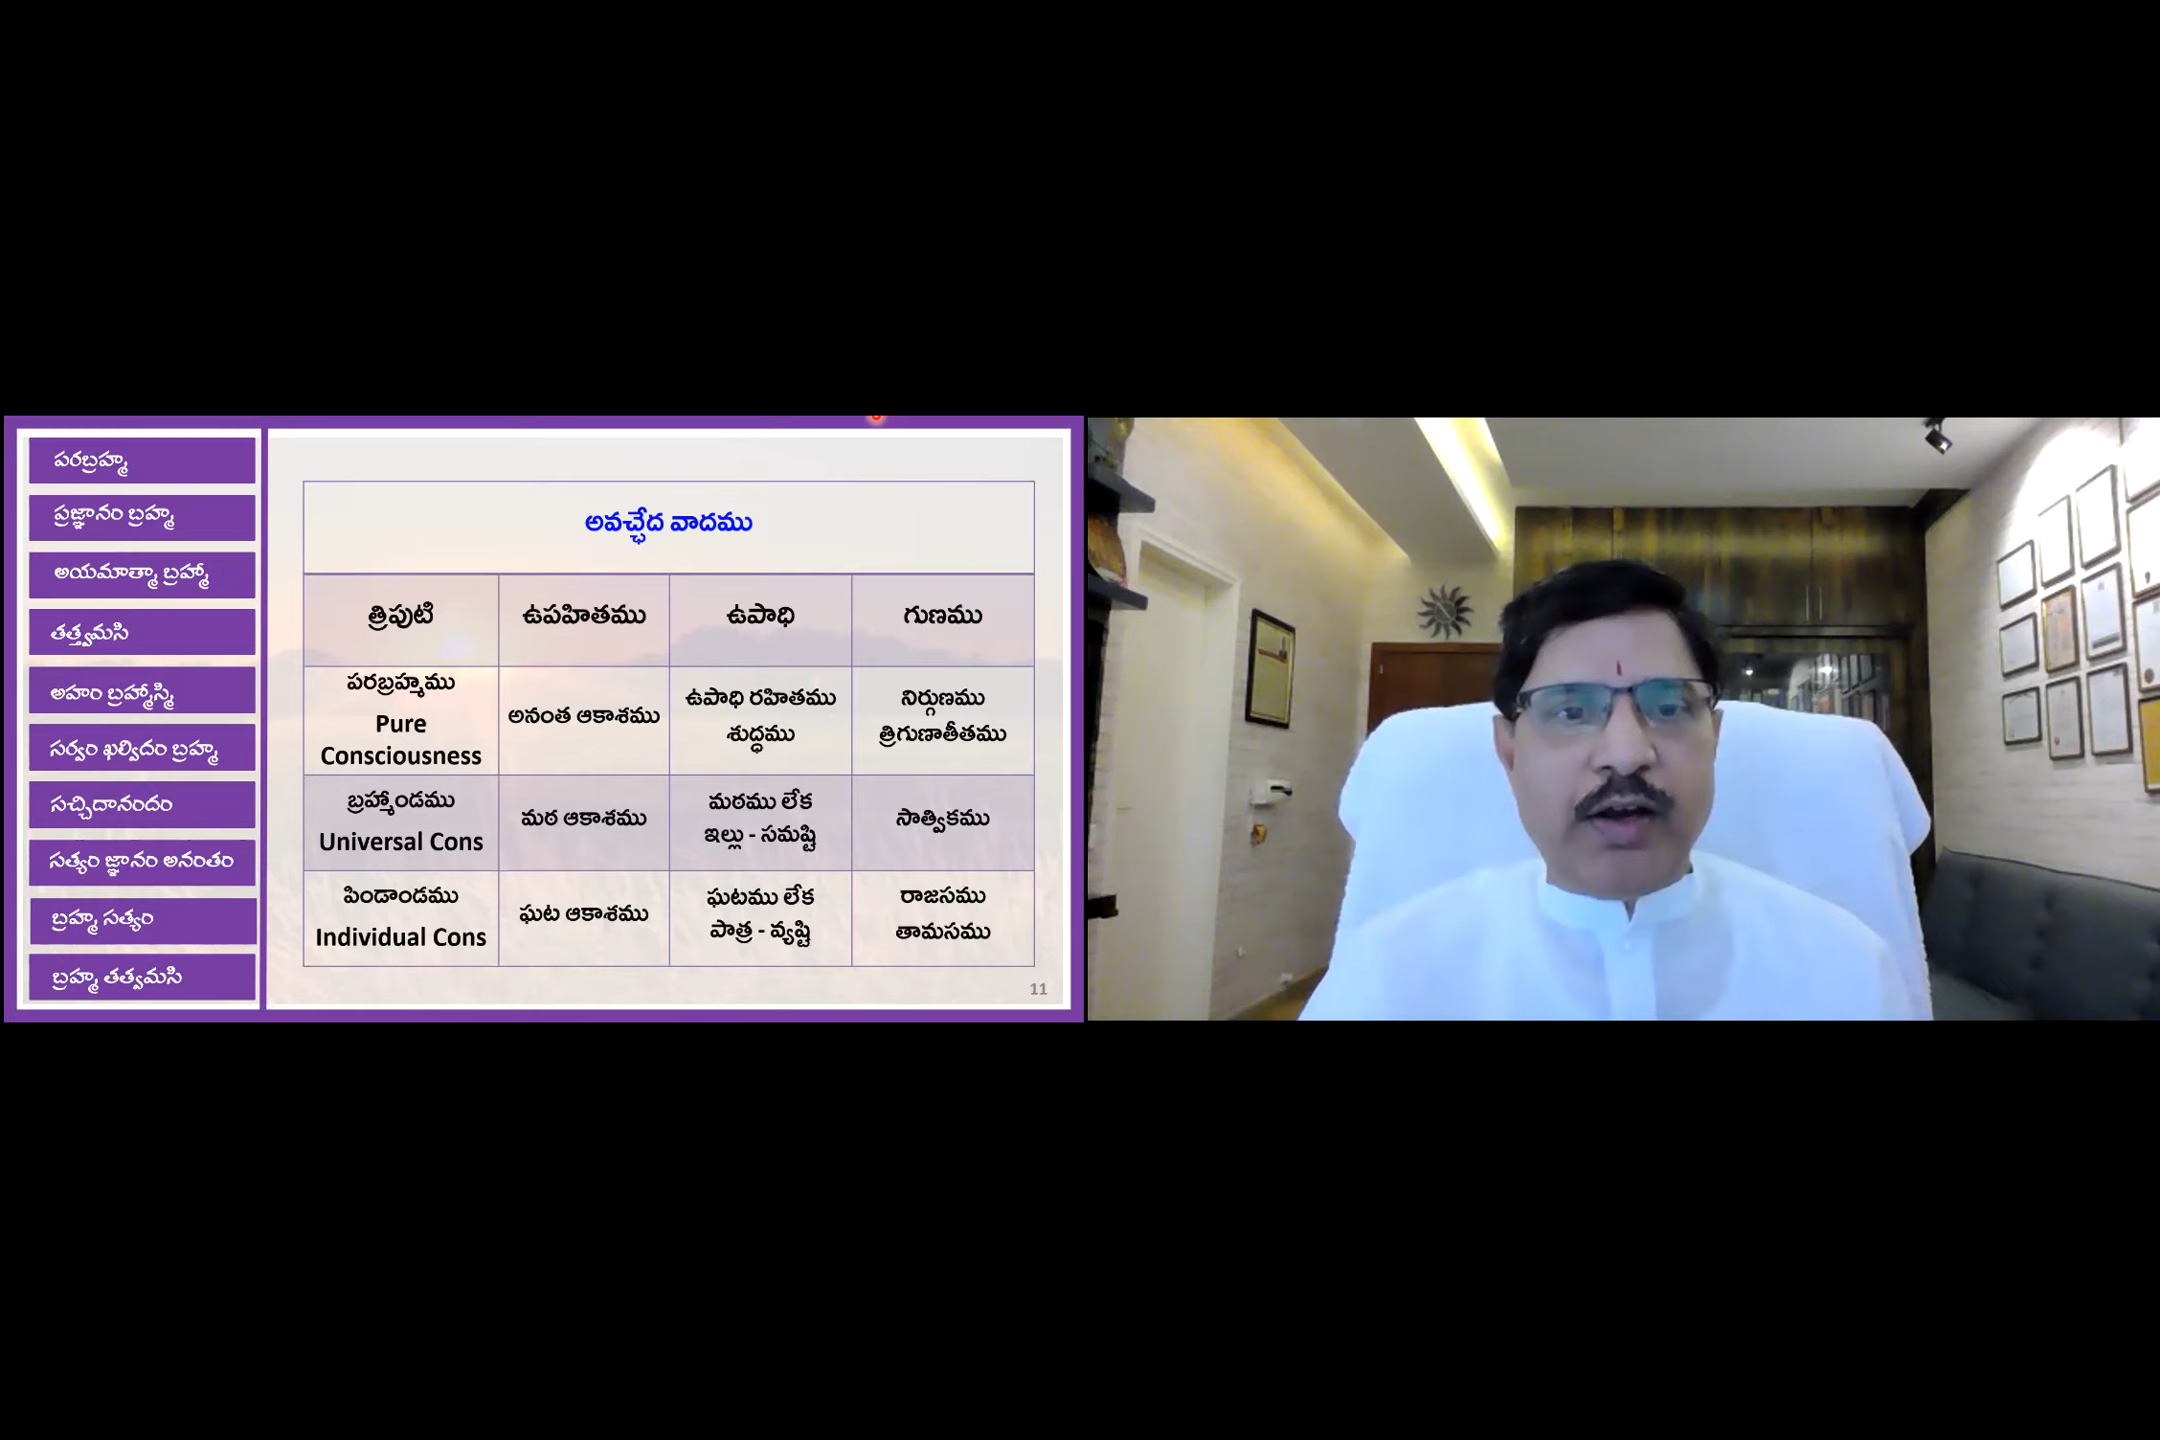 పరబ్రహ్మ
ప్రజ్ఞానం బ్రహ్మ
అయమాత్మా బ్రహ్మా
తత్త్వమసి
అహం బ్రహ్మాస్మి
సర్వం ఖల్విదం బ్రహ్మ
సచ్చిదానందం
సత్యం జ్ఞానం అనంతం
బ్రహ్మ సత్యం
బ్రహ్మ తత్వమసి
అవచ్ఛేద వాదము
త్రిపుటి ఉపహితము ఉపాధి గుణము
పరబ్రహ్మము
Pure
Consciousness
అనంత ఆకాశము
ఉపాధి రహితము
శుద్ధము
నిర్గుణము
త్రిగుణాతీతము
బ్రహ్మాండము
Universal Cons
మఠ ఆకాశము
మఠము లేక
ఇల్లు - సమష్టి
సాత్వికము
పిండాండము
Individual Cons
ఘట ఆకాశము
ఘటము లేక
పాత్ర - వ్యష్టి
రాజసము
తామసము
11